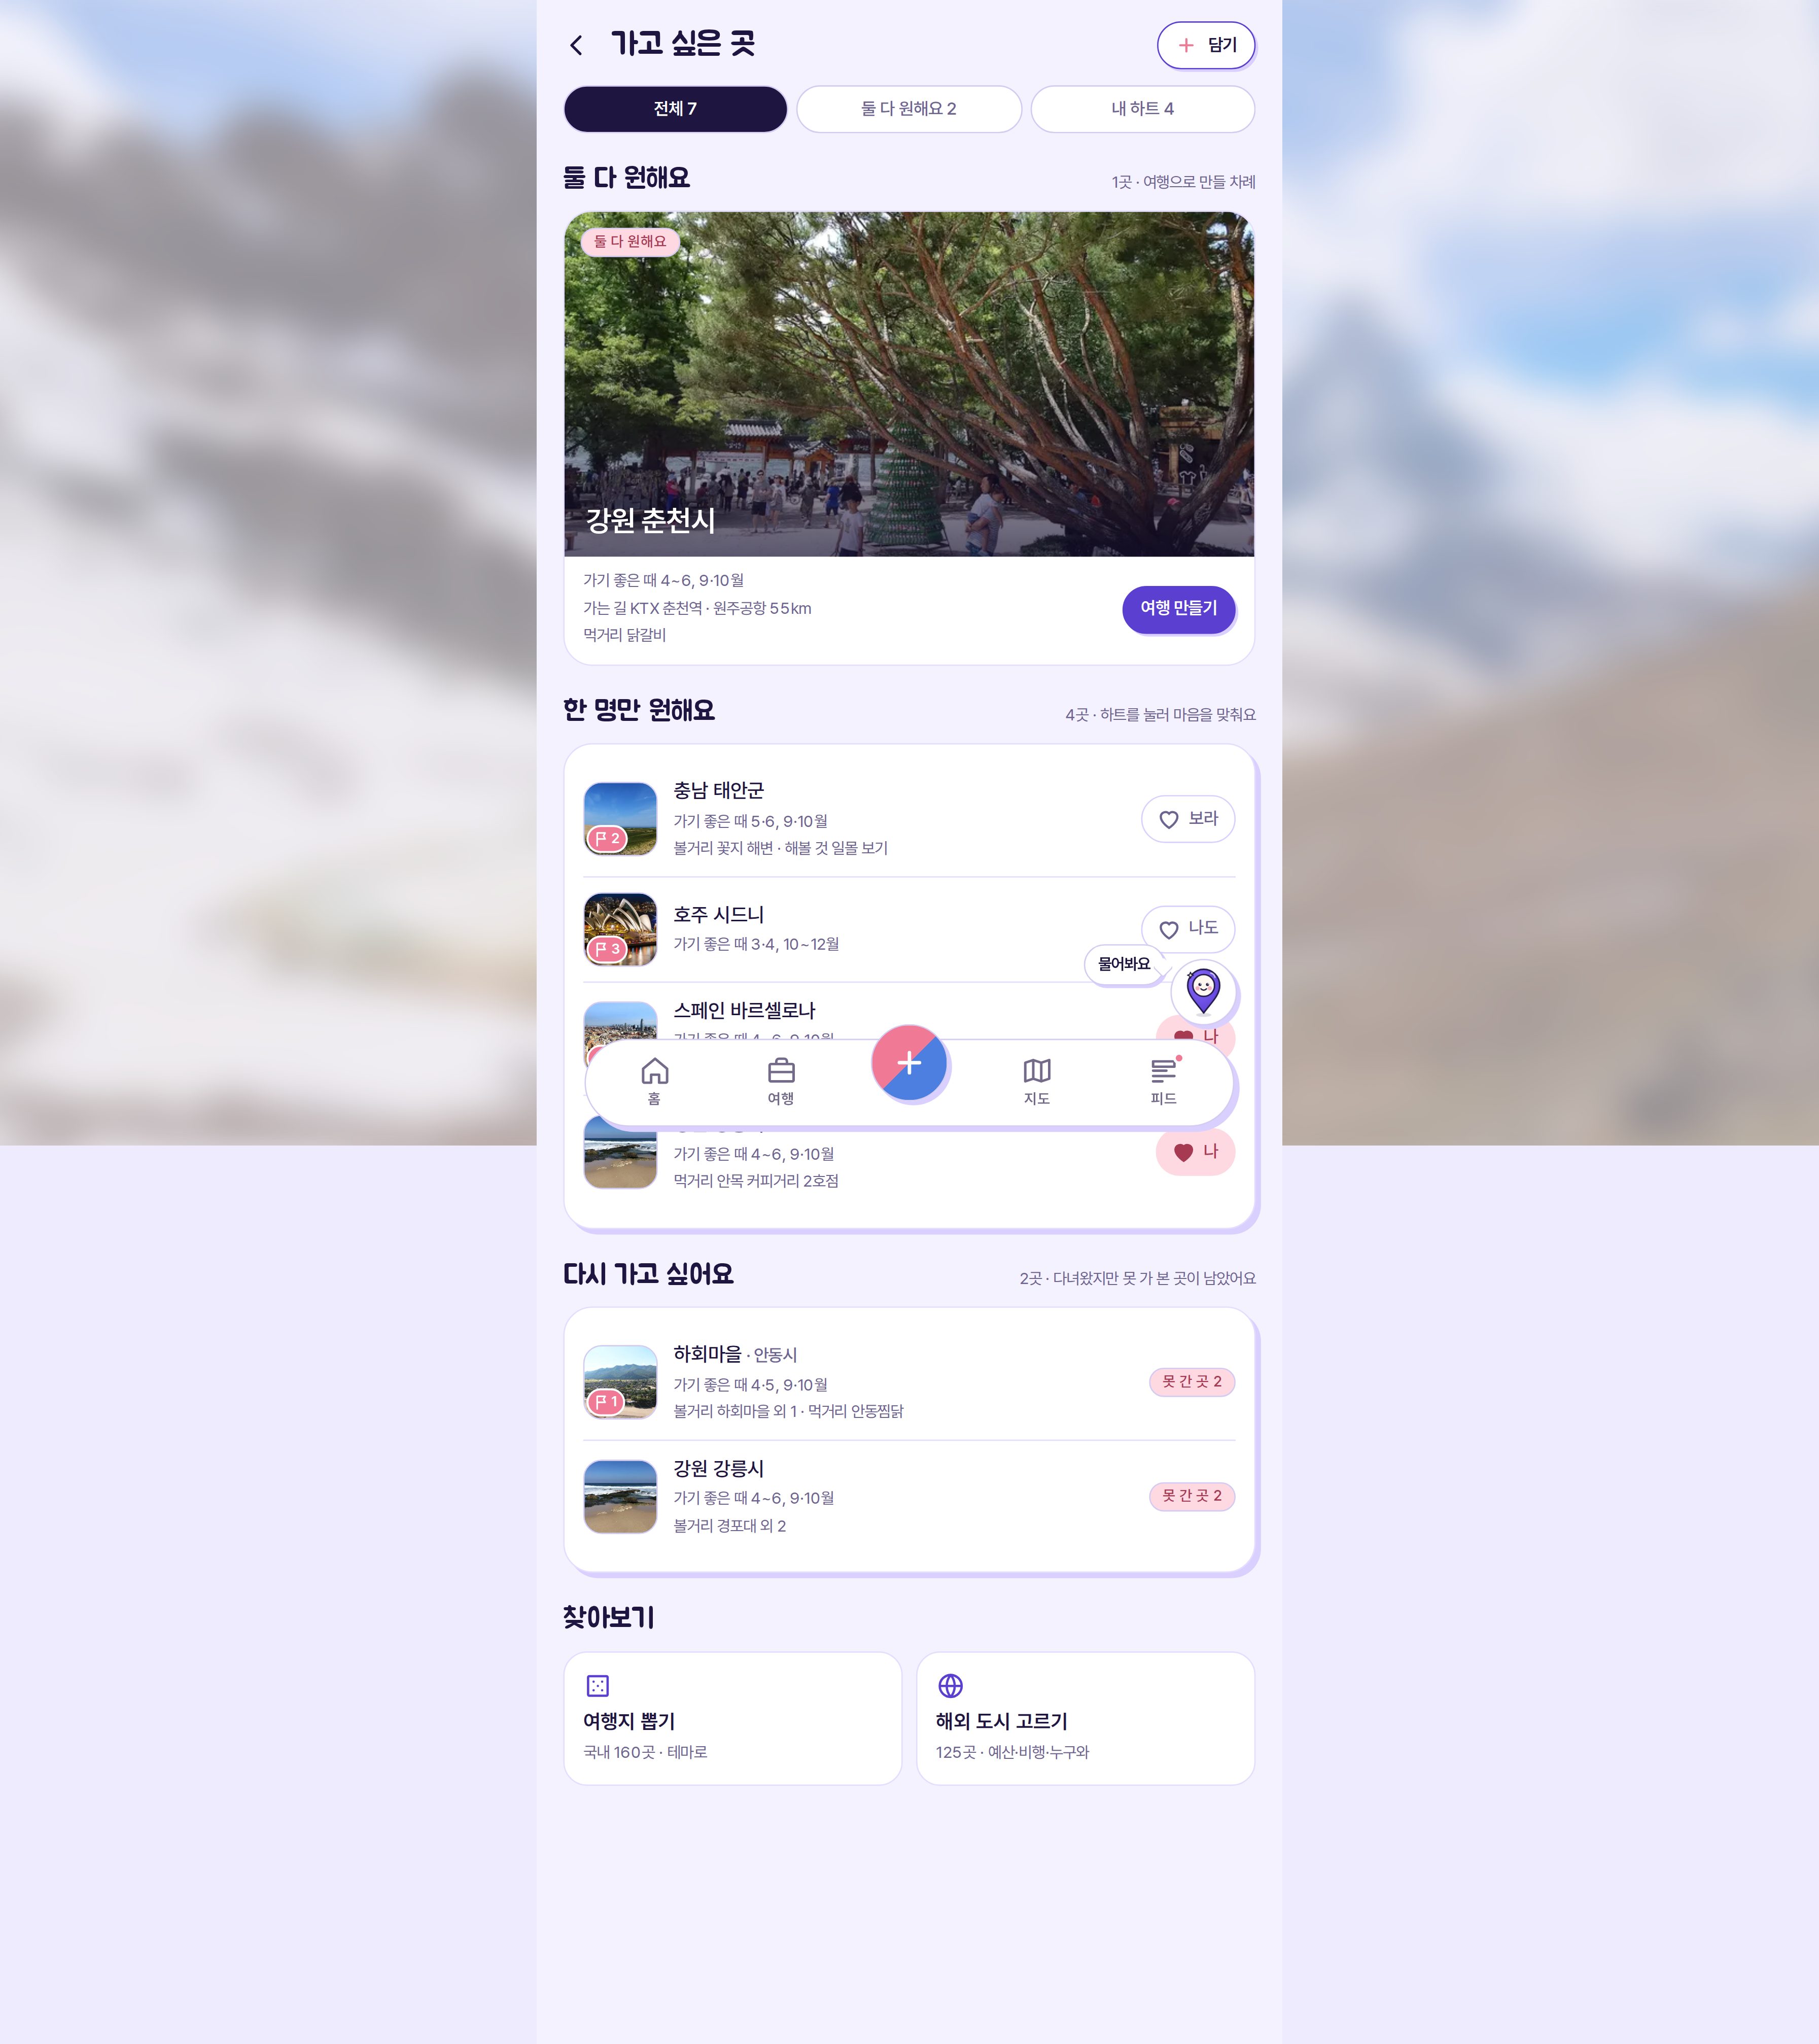 가고 싶은 곳
담기
전체 7
둘 다 원해요 2
내 하트 4
둘 다 원해요
1곳 · 여행으로 만들 차례
둘 다 원해요
강원 춘천시
가기 좋은 때 4~6, 9·10월
가는 길 KTX 춘천역 · 원주공항 55km
먹거리 닭갈비
여행 만들기
한 명만 원해요
4곳 · 하트를 눌러 마음을 맞춰요
2
충남 태안군
가기 좋은 때 5·6, 9·10월
볼거리 꽃지 해변 · 해볼 것 일몰 보기
보라
3
호주 시드니
가기 좋은 때 3·4, 10~12월
나도
물어봐요
스페인 바르셀로나
나
홈
여행
지도
피드
가기 좋은 때 4~6, 9·10월
먹거리 안목 커피거리 2호점
나
다시 가고 싶어요
2곳 · 다녀왔지만 못 가 본 곳이 남았어요
1
하회마을 · 안동시
가기 좋은 때 4·5, 9·10월
볼거리 하회마을 외 1 · 먹거리 안동찜닭
못 간 곳 2
강원 강릉시
가기 좋은 때 4~6, 9·10월
볼거리 경포대 외 2
못 간 곳 2
찾아보기
여행지 뽑기
국내 160곳 · 테마로
해외 도시 고르기
125곳 · 예산·비행·누구와